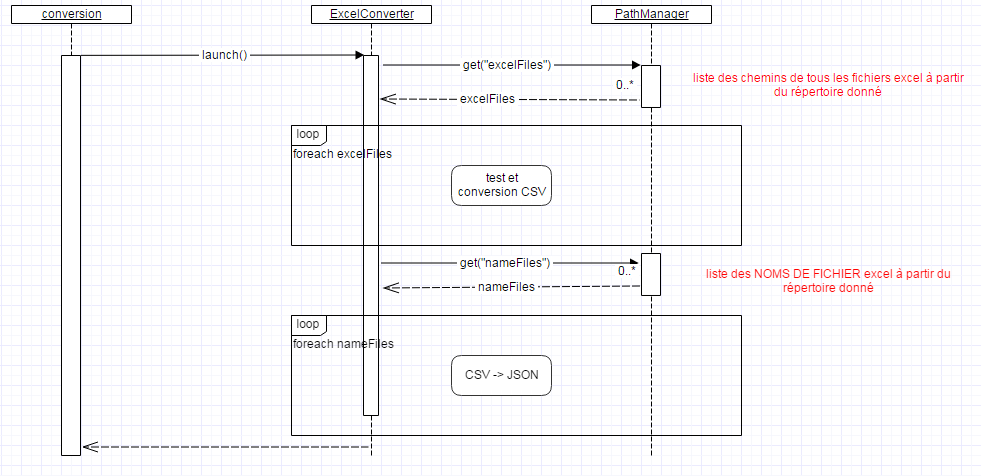 conversion
ExcelConverter
PathManager
launch()
get("excelFiles")
liste des chemins de tous les fichiers excel à partir
du répertoire donné
0..*
excelFiles
loop
foreach excelFiles
test et
conversion CSV
get("nameFiles")
0..*
liste des NOMS DE FICHIER excel à partir du
répertoire donné
nameFiles
loop
foreach nameFiles
CSV -> JSON